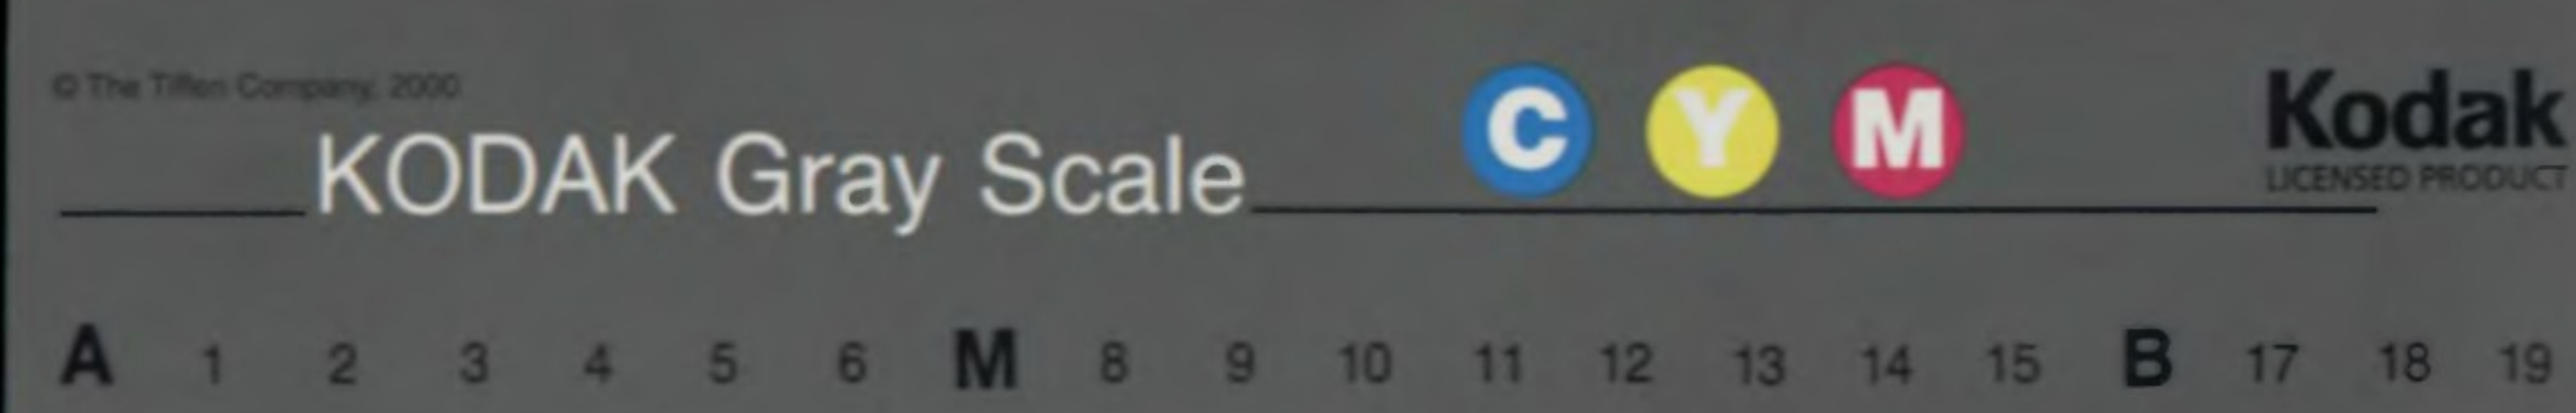 © The Tiffen Company, 2000
KODAK Gray Scale C Y M Kodak
LICENSED PRODUCT
A 1 2 3 4 5 6 M 8 9 10 11 12 13 14 15 B 17 18 19